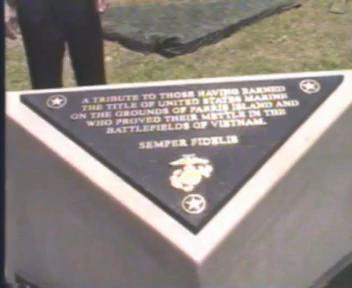 A TRIBUTE TO THOSE HAVING EARNED
THE TITLE OF UNITED STATES MARINE
ON THE GROUNDS OF PARRIS ISLAND AND
WHO PROVED THEIR METTLE IN THE
BATTLEFIELDS OF VIETNAM.
SEMPER FIDELIS